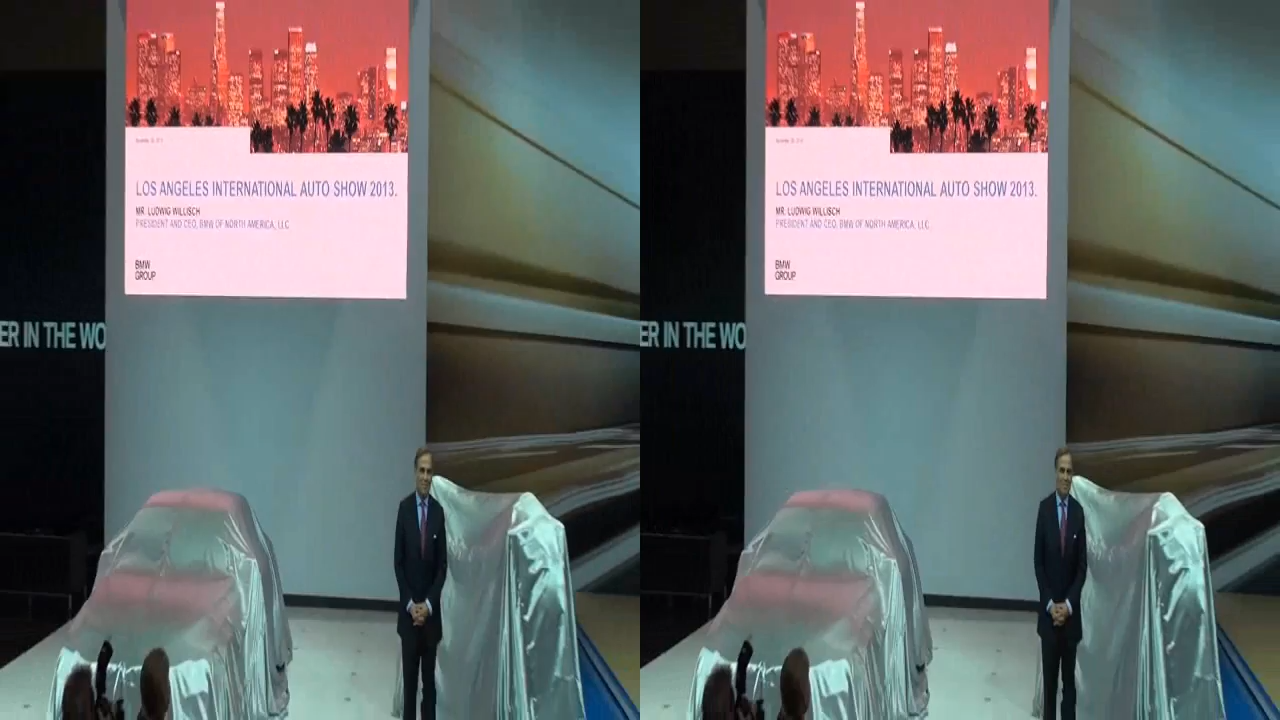 LOS ANGELES INTERNATIONAL AUTO SHOW 2013.
MR. LUDWIG WILLISCH
PRESIDENT AND CEO, BMW OF NORTH AMERICA, LLC
BMW
GROUP
ER IN THE WO
LOS ANGELES INTERNATIONAL AUTO SHOW 2013.
MR. LUDWIG WILLISCH
PRESIDENT AND CEO, BMW OF NORTH AMERICA, LLC
BMW
GROUP
ER IN THE WO